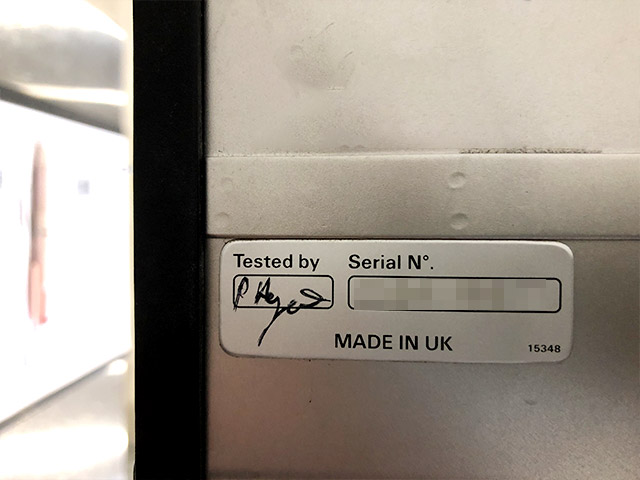 Tested by Serial N°.
MADE IN UK
15348